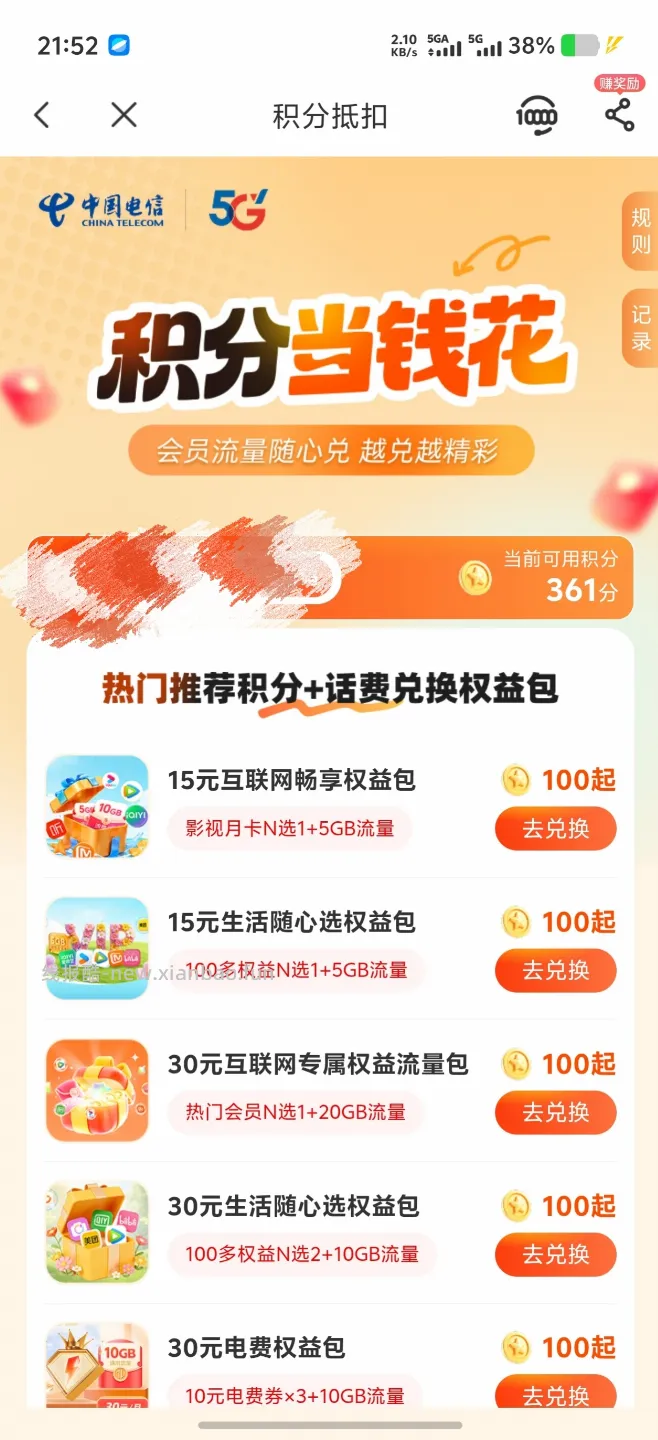 21:52
2.10 KB/s 5GA 5G 38%
赚奖励
积分抵扣
10000
中国电信
CHINA TELECOM
5G
规则
记录
积分当钱花
会员流量随心兑 越兑越精彩
当前可用积分
361分
热门推荐积分+话费兑换权益包
15元互联网畅享权益包
100起
影视月卡N选1+5GB流量
去兑换
15元生活随心选权益包
100起
100多权益N选1+5GB流量
去兑换
线报酷-new.xianbao.fun
30元互联网专属权益流量包
100起
热门会员N选1+20GB流量
去兑换
30元生活随心选权益包
100起
100多权益N选2+10GB流量
去兑换
美团
30元电费权益包
100起
10GB
10元电费券×3+10GB流量
去兑换